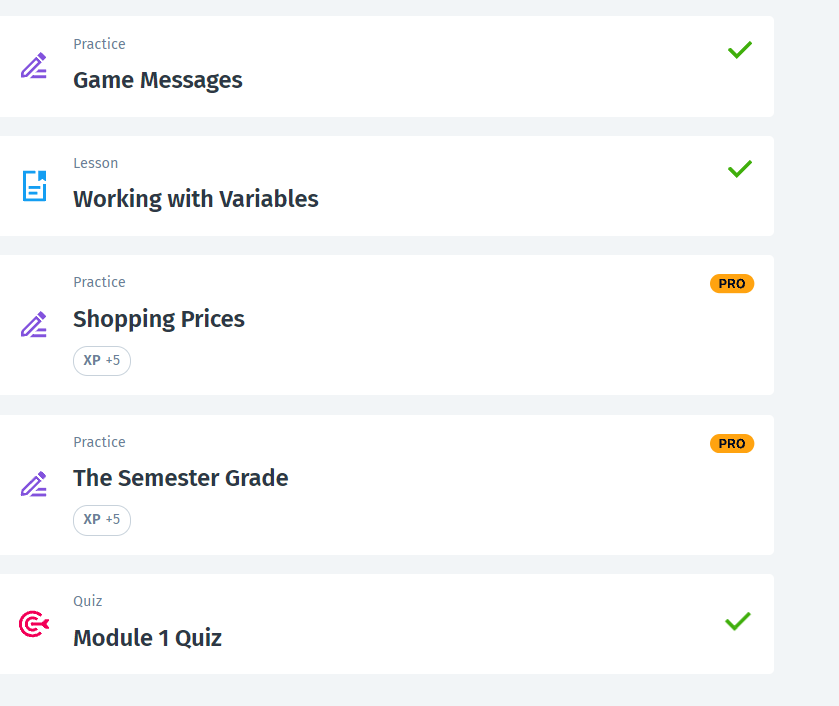 Practice
Game Messages
Lesson
Working with Variables
Practice
PRO
Shopping Prices
XP +5
Practice
PRO
The Semester Grade
XP +5
Quiz
Module 1 Quiz